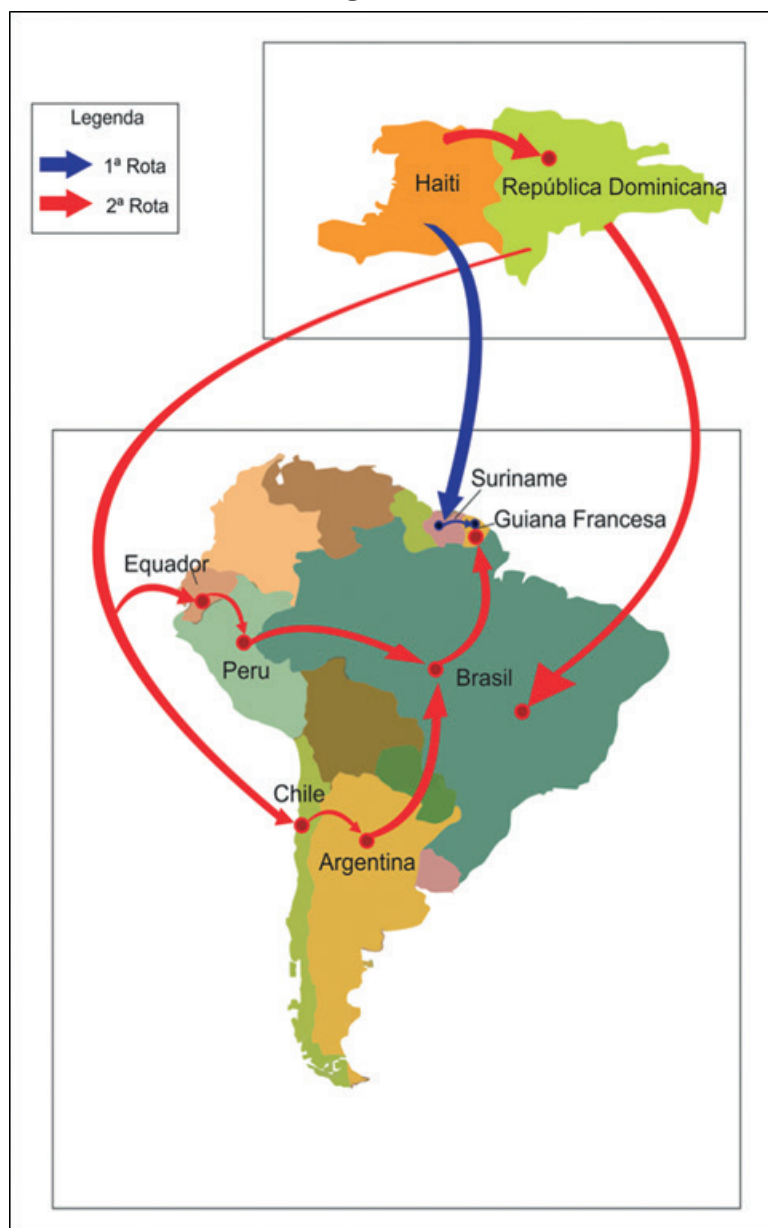 Legenda
1ª Rota
2ª Rota
Haiti
República Dominicana
Suriname
Guiana Francesa
Equador
Peru
Brasil
Chile
Argentina